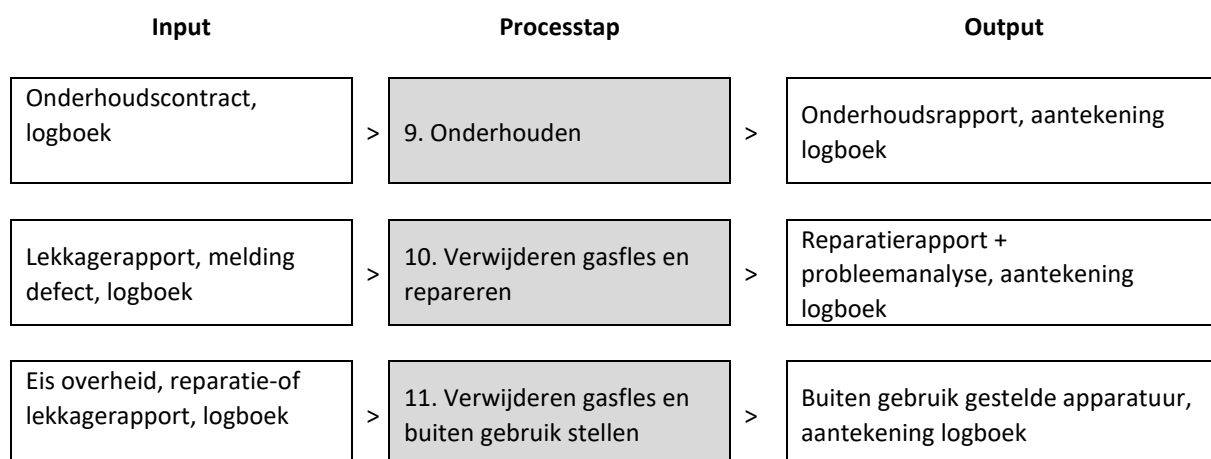 Input Processtap Output
Onderhoudscontract,
logboek
>
9. Onderhouden
>
Onderhoudsrapport, aantekening
logboek
Lekkagerapport, melding
defect, logboek
>
10. Verwijderen gasfles en
repareren
>
Reparatierapport +
probleemanalyse, aantekening
logboek
Eis overheid, reparatie-of
lekkagerapport, logboek
>
11. Verwijderen gasfles en
buiten gebruik stellen
>
Buiten gebruik gestelde apparatuur,
aantekening logboek